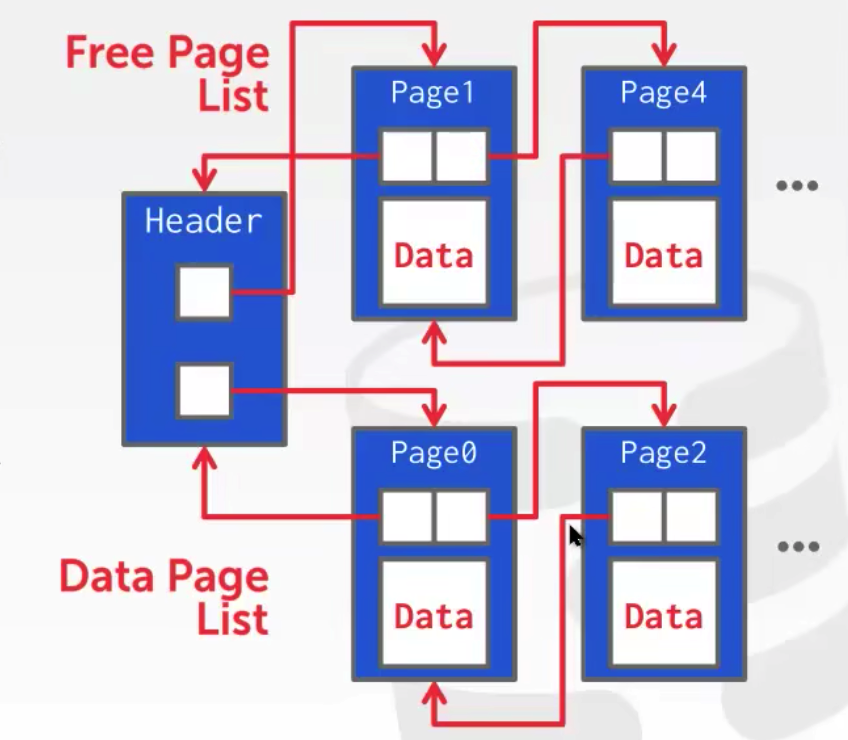 Free Page
List
Page1
Page4
Data
Data
...
Header
Page0
Page2
Data
Data
...
Data Page
List